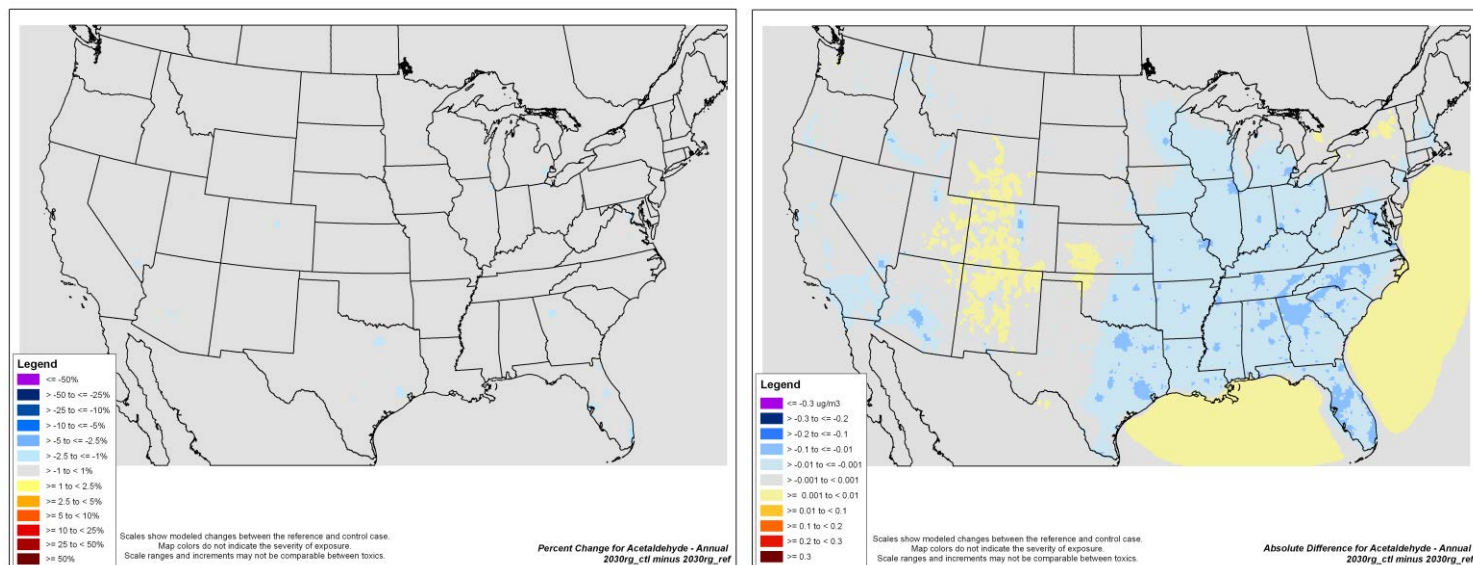 Legend
<= -50%
> -50 to <= -25%
> -25 to <= -10%
> -10 to <= -5%
> -5 to <= -2.5%
> -2.5 to <= -1%
> -1 to < 1%
>= 1 to < 2.5%
>= 2.5 to < 5%
>= 5 to < 10%
>= 10 to < 25%
>= 25 to < 50%
>= 50%
Scales show modeled changes between the reference and control case.
Map colors do not indicate the severity of exposure.
Scale ranges and increments may not be comparable between toxics.
Percent Change for Acetaldehyde - Annual
2030rg_ctl minus 2030rg_ref
Legend
<= -0.3 ug/m3
> -0.3 to <= -0.2
> -0.2 to <= -0.1
> -0.1 to <= -0.01
> -0.01 to <= -0.001
> -0.001 to < 0.001
>= 0.001 to < 0.01
>= 0.01 to < 0.1
>= 0.1 to < 0.2
>= 0.2 to < 0.3
>= 0.3
Scales show modeled changes between the reference and control case.
Map colors do not indicate the severity of exposure.
Scale ranges and increments may not be comparable between toxics.
Absolute Difference for Acetaldehyde - Annual
2030rg_ctl minus 2030rg_ref